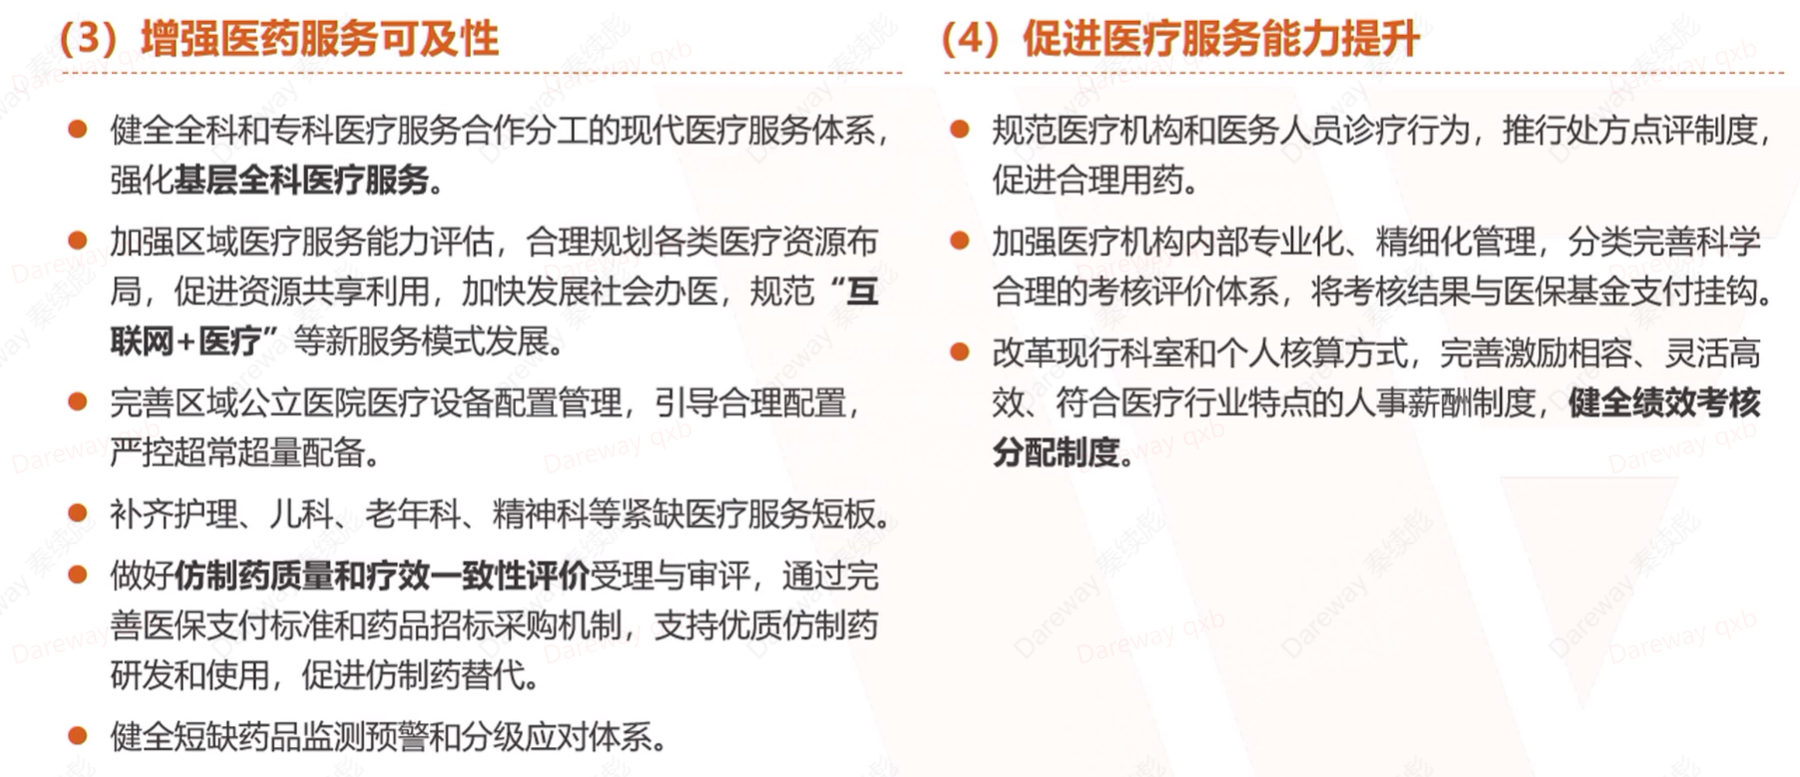 （3）增强医药服务可及性
● 健全全科和专科医疗服务合作分工的现代医疗服务体系，
强化基层全科医疗服务。
● 加强区域医疗服务能力评估，合理规划各类医疗资源布
局，促进资源共享利用，加快发展社会办医，规范“互
联网+医疗”等新服务模式发展。
● 完善区域公立医院医疗设备配置管理，引导合理配置，
严控超常超量配备。
● 补齐护理、儿科、老年科、精神科等紧缺医疗服务短板。
● 做好仿制药质量和疗效一致性评价受理与审评，通过完
善医保支付标准和药品招标采购机制，支持优质仿制药
研发和使用，促进仿制药替代。
● 健全短缺药品监测预警和分级应对体系。
（4）促进医疗服务能力提升
● 规范医疗机构和医务人员诊疗行为，推行处方点评制度，
促进合理用药。
● 加强医疗机构内部专业化、精细化管理，分类完善科学
合理的考核评价体系，将考核结果与医保基金支付挂钩。
● 改革现行科室和个人核算方式，完善激励相容、灵活高
效、符合医疗行业特点的人事薪酬制度，健全绩效考核
分配制度。
Dareway qxb
Dareway 秦续彪